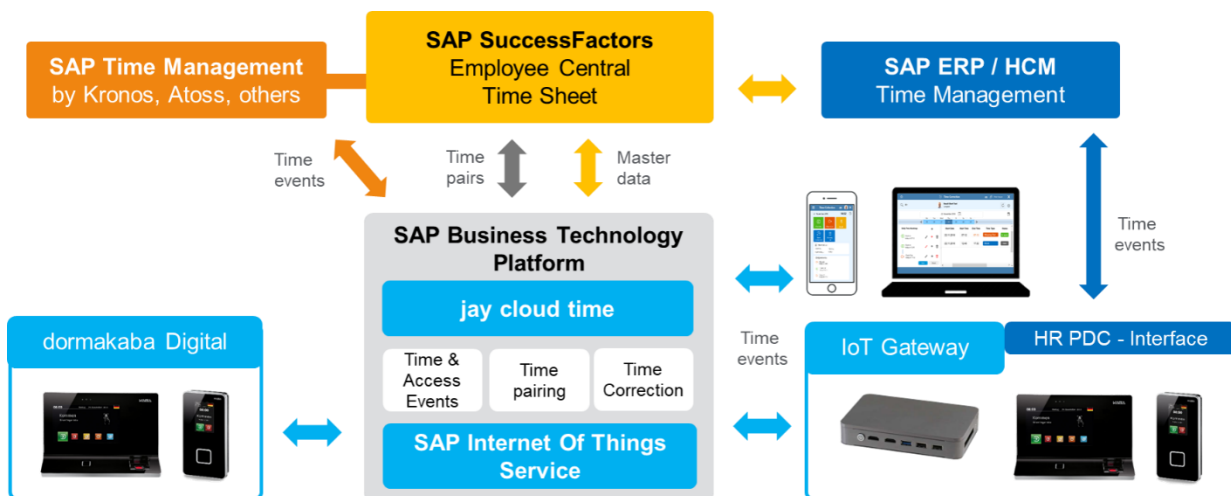 SAP Time Management
by Kronos, Atoss, others
SAP SuccessFactors
Employee Central
Time Sheet
SAP ERP / HCM
Time Management
Time
events
Time
pairs
Master
data
Time
events
SAP Business Technology
Platform
jay cloud time
Time &
Access
Events
Time
pairing
Time
Correction
SAP Internet Of Things
Service
Time
events
dormakaba Digital
IoT Gateway
HR PDC - Interface